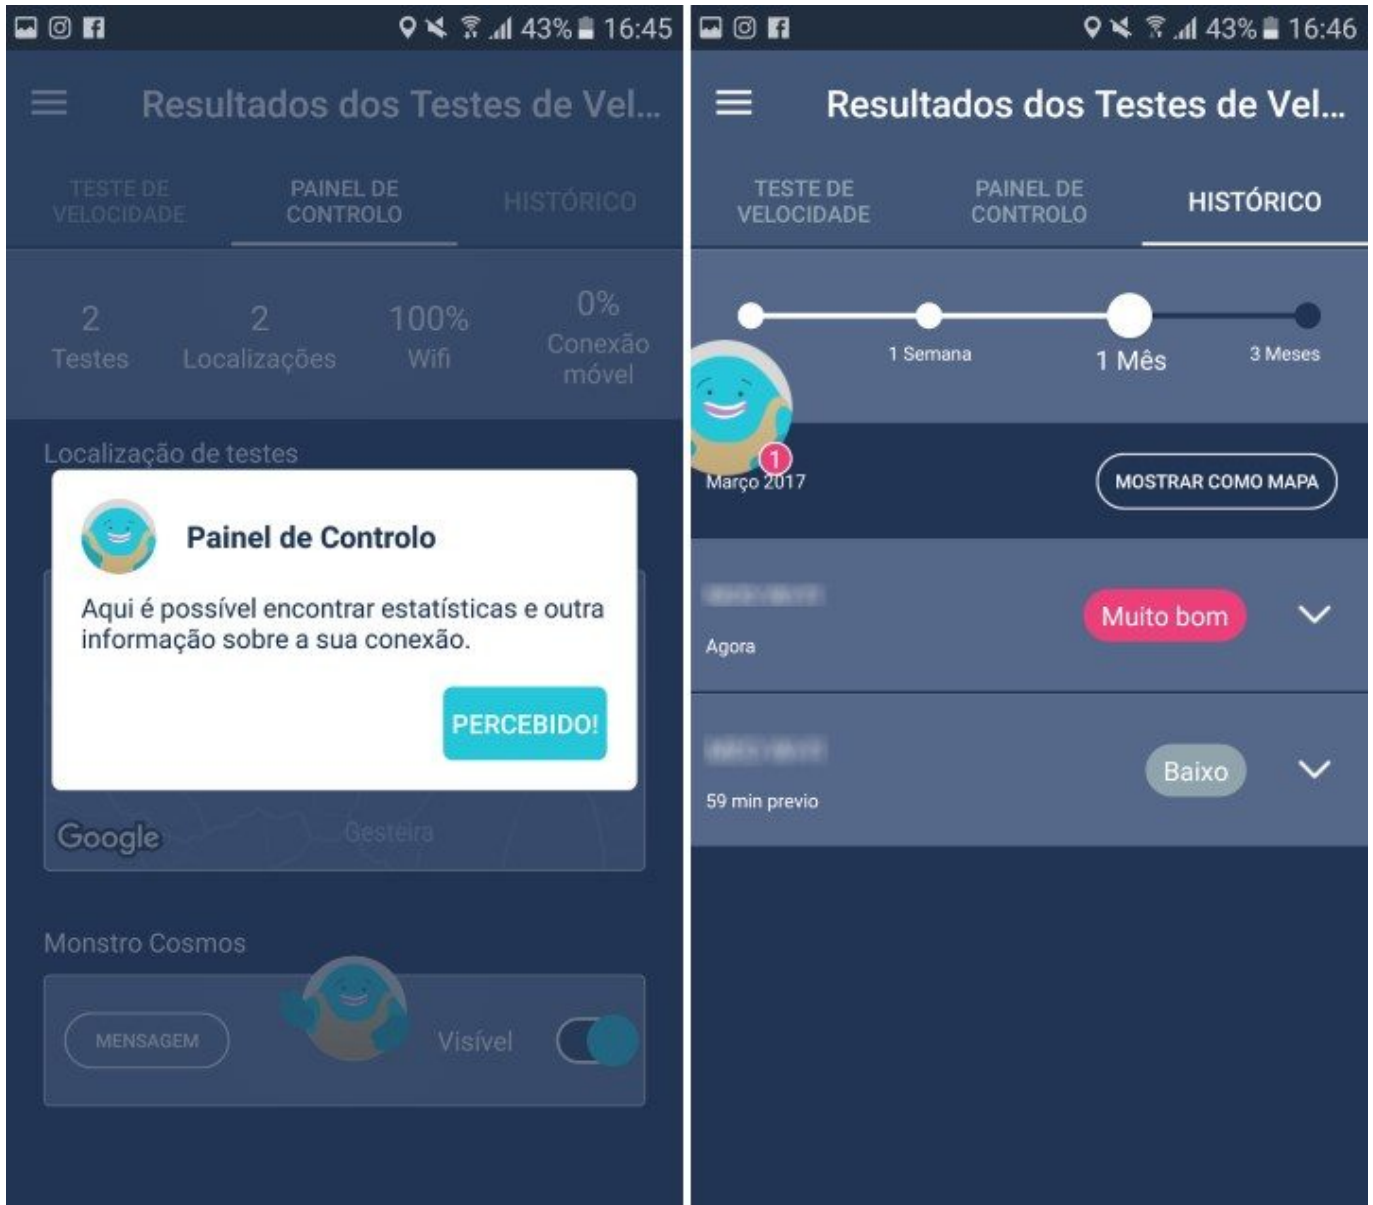 43% 16:45
Resultados dos Testes de Vel...
TESTE DE
VELOCIDADE
PAINEL DE
CONTROLO
HISTÓRICO
2
Testes
2
Localizações
100%
Wifi
0%
Conexão
móvel
Localização de testes
Painel de Controlo
Aqui é possível encontrar estatísticas e outra
informação sobre a sua conexão.
PERCEBIDO!
Google
Gesteira
Monstro Cosmos
MENSAGEM
Visível
43% 16:46
Resultados dos Testes de Vel...
TESTE DE
VELOCIDADE
PAINEL DE
CONTROLO
HISTÓRICO
1 Semana
1 Mês
3 Meses
1
Março 2017
MOSTRAR COMO MAPA
Muito bom
Agora
Baixo
59 min previo